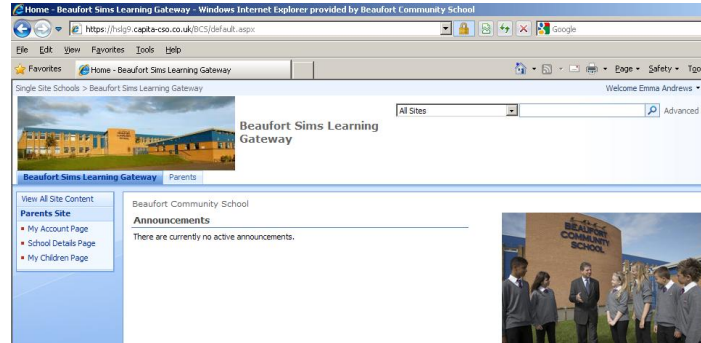 Home - Beaufort Sims Learning Gateway - Windows Internet Explorer provided by Beaufort Community School
https://hslg9.capita-cso.co.uk/BCS/default.aspx
Google
File Edit View Favorites Tools Help
Favorites Home - Beaufort Sims Learning Gateway Page Safety
Single Site Schools > Beaufort Sims Learning Gateway Welcome Emma Andrews
All Sites Advanced
Beaufort Sims Learning
Gateway
Beaufort Sims Learning Gateway Parents
View All Site Content
Parents Site
My Account Page
School Details Page
My Children Page
Beaufort Community School
Announcements
There are currently no active announcements.
BEAUFORT
COMMUNITY
SCHOOL